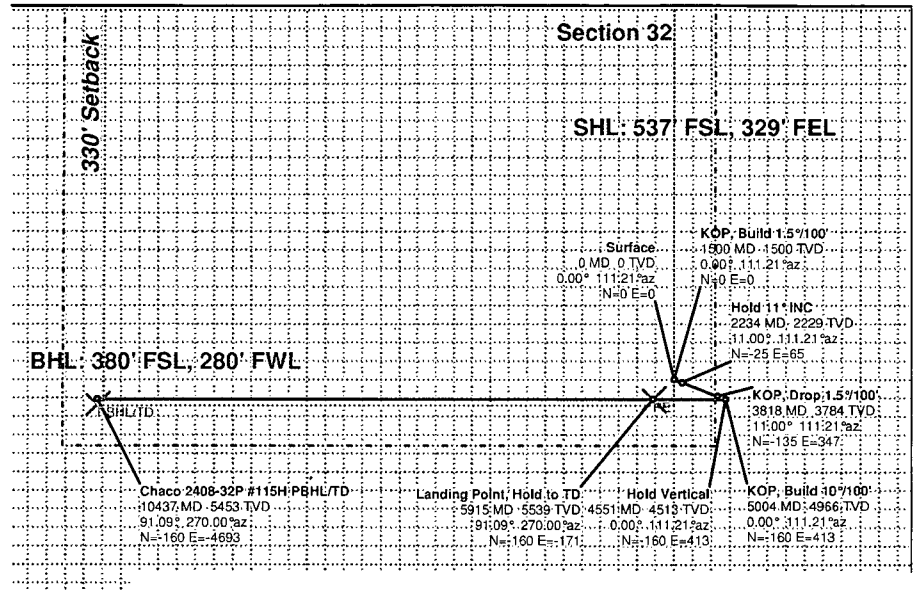 Section 32
330' Setback
SHL: 537' FSL, 329' FEL
KOP, Build 1.5°/100'
1500 MD 1500 TVD
0.00° 111.21°az
N=0 E=0
Surface
0 MD 0 TVD
0.00° 111.21°az
N=0 E=0
Hold 11° INC
2234 MD 2229 TVD
11.00° 111.21°az
N=-25 E=65
BHL: 380' FSL, 280' FWL
KOP, Drop 1.5°/100'
3818 MD 3784 TVD
11.00° 111.21°az
N=-135 E=347
Chaco 2408-32P #115H PBHL/TD
10437 MD 5453 TVD
91.09° 270.00°az
N=-160 E=-4693
Landing Point, Hold to TD
5915 MD 5539 TVD
91.09° 270.00°az
N=-160 E=-171
Hold Vertical
4551 MD 4513 TVD
0.00° 111.21°az
N=-160 E=413
KOP, Build 10°/100'
5004 MD 4966 TVD
0.00° 111.21°az
N=-160 E=413